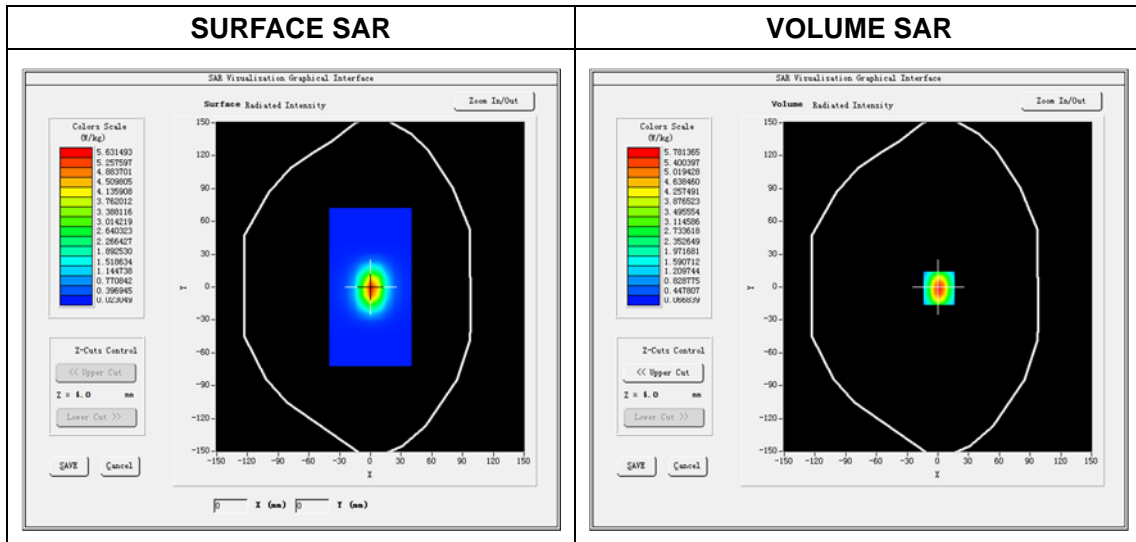 SURFACE SAR
VOLUME SAR
SAR Visualisation Graphical Interface
Surface Radiated Intensity
Zoom In/Out
Colors Scale
(W/kg)
5.631493
5.257597
4.883701
4.509805
4.135908
3.762012
3.388116
3.014219
2.640323
2.266427
1.892530
1.518634
1.144738
0.770842
0.396945
0.023049
Z-Cuts Control
<< Upper Cut
Z = 4.0 mm
Lower Cut >>
SAVE
Cancel
150
120
90
60
30
0
-30
-60
-90
-120
-150
Y
-150 -120 -90 -60 -30 0 30 60 90 120 150
X
0 X (mm) 0 Y (mm)
SAR Visualisation Graphical Interface
Volume Radiated Intensity
Zoom In/Out
Colors Scale
(W/kg)
5.781365
5.400397
5.019428
4.638460
4.257491
3.876523
3.495554
3.114586
2.733618
2.352649
1.971681
1.590712
1.209744
0.828775
0.447807
0.066839
Z-Cuts Control
<< Upper Cut
Z = 4.0 mm
Lower Cut >>
SAVE
Cancel
150
120
90
60
30
0
-30
-60
-90
-120
-150
Y
-150 -120 -90 -60 -30 0 30 60 90 120 150
X